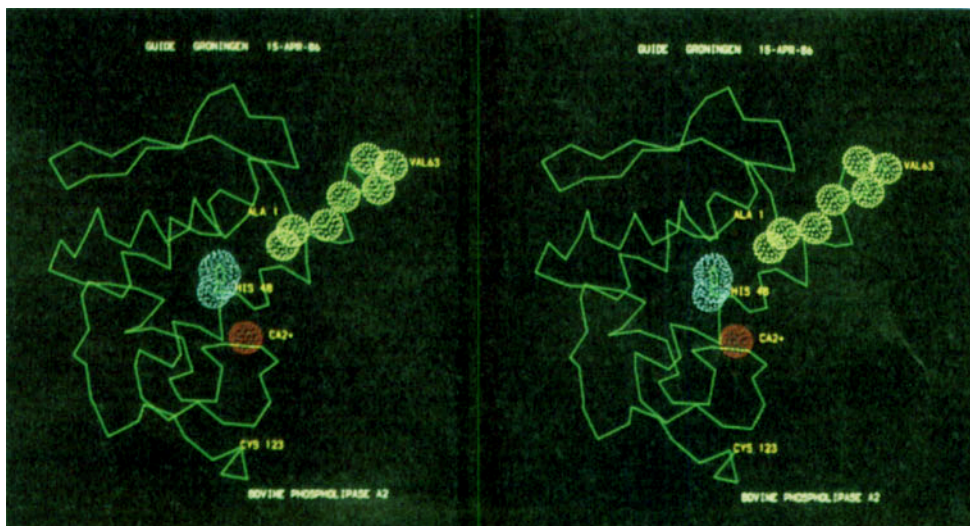 GUIDE GRONINGEN 15-APR-86
VAL63
ALA 1
HIS 48
CA2+
CYS 123
BOVINE PHOSPHOLIPASE A2
GUIDE GRONINGEN 15-APR-86
VAL63
ALA 1
HIS 48
CA2+
CYS 123
BOVINE PHOSPHOLIPASE A2